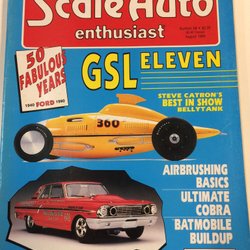 Scale Auto
enthusiast
50
FABULOUS
YEARS
1940 FORD 1990
GSL ELEVEN
STEVE CATRON'S
BEST IN SHOW
BELLYTANK
360
AIRBRUSHING
BASICS
ULTIMATE
COBRA
BATMOBILE
BUILDUP